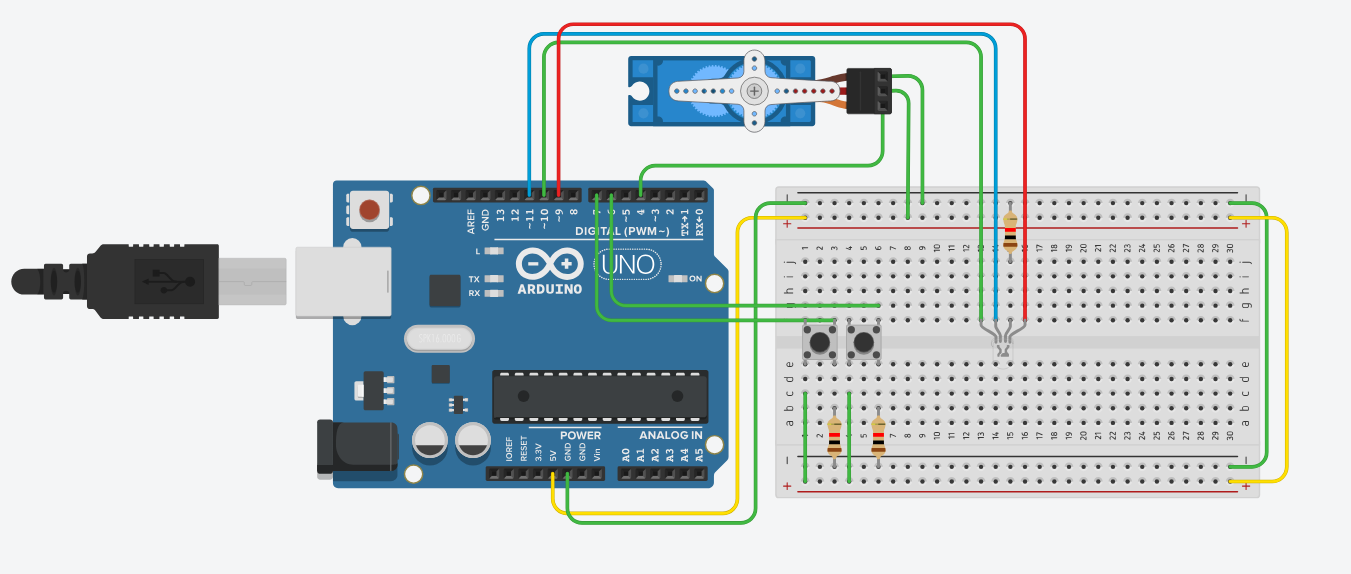 AREF
GND
13
12
~11
~10
~9
8
7
6
~5
4
~3
2
TX→1
RX←0
DIGITAL (PWM ~)
L
TX
RX
ARDUINO
UNO
ON
POWER
ANALOG IN
IOREF
RESET
3.3V
5V
GND
GND
Vin
A0
A1
A2
A3
A4
A5
- -
+ +
1 2 3 4 5 6 7 8 9 10 11 12 13 14 15 16 17 18 19 20 21 22 23 24 25 26 27 28 29 30
j j
i i
h h
g g
f f
e e
d d
c c
b b
a a
1 2 3 4 5 6 7 8 9 10 11 12 13 14 15 16 17 18 19 20 21 22 23 24 25 26 27 28 29 30
- -
+ +